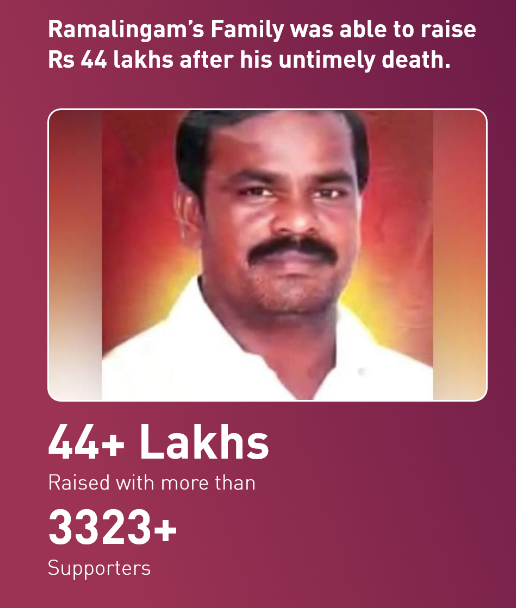 Ramalingam’s Family was able to raise
Rs 44 lakhs after his untimely death.
44+ Lakhs
Raised with more than
3323+
Supporters